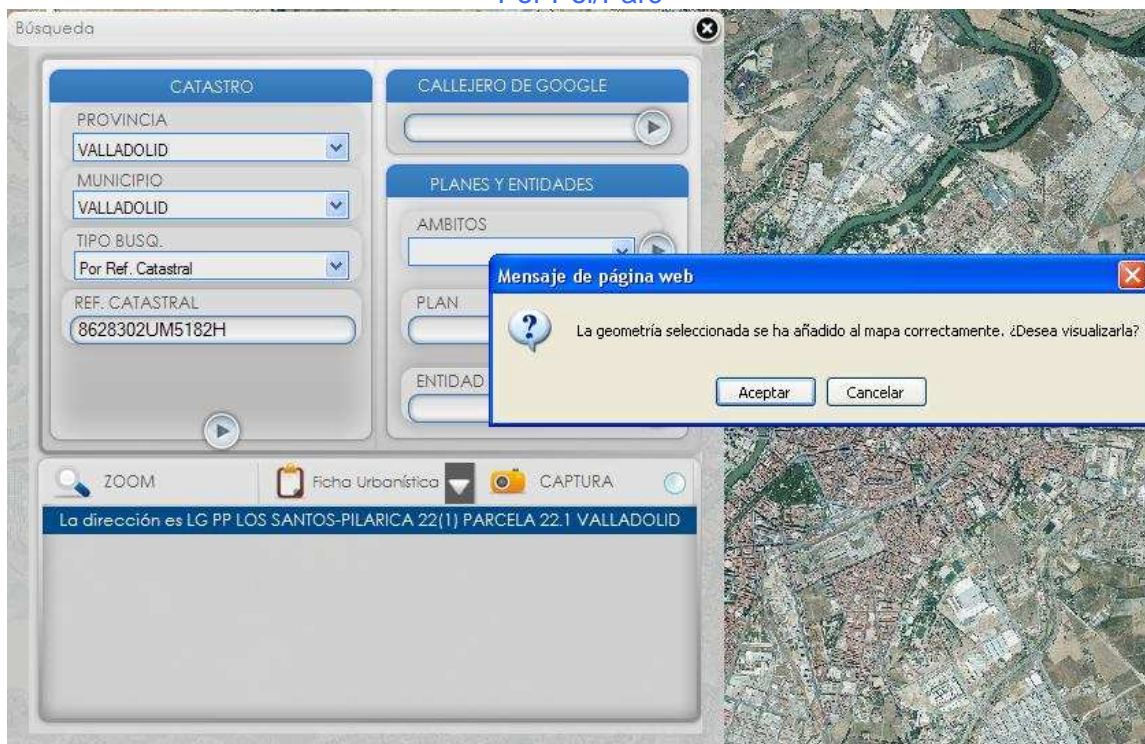 Por Pol/Parc
Búsqueda
CATASTRO
PROVINCIA
VALLADOLID
MUNICIPIO
VALLADOLID
TIPO BUSQ.
Por Ref. Catastral
REF. CATASTRAL
8628302UM5182H
CALLEJERO DE GOOGLE
PLANES Y ENTIDADES
AMBITOS
PLAN
ENTIDAD
Mensaje de página web
La geometría seleccionada se ha añadido al mapa correctamente. ¿Desea visualizarla?
Aceptar Cancelar
ZOOM Ficha Urbanística CAPTURA
La dirección es LG PP LOS SANTOS-PILARICA 22(1) PARCELA 22.1 VALLADOLID